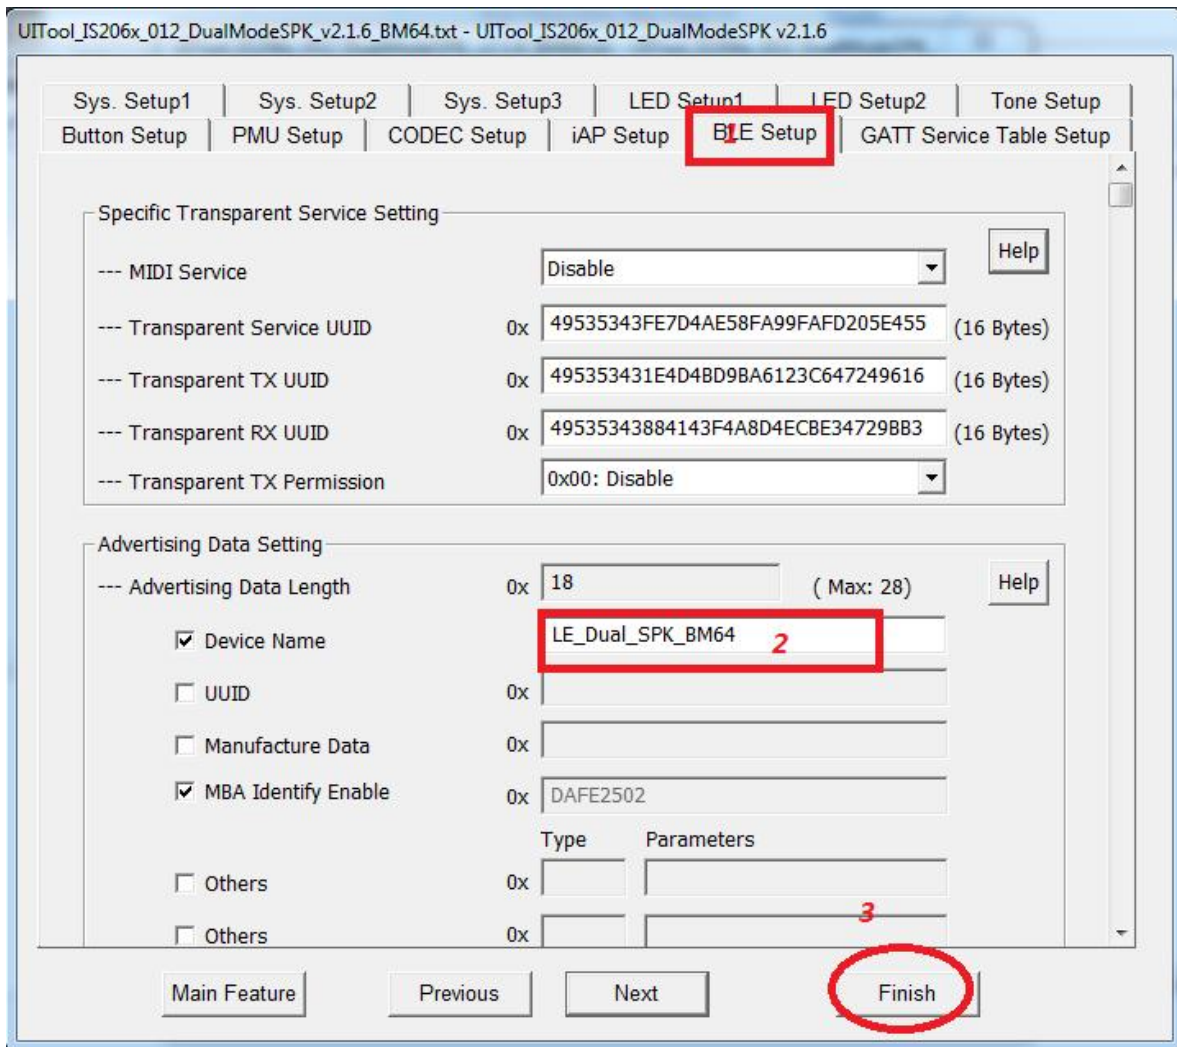 UITool_IS206x_012_DualModeSPK_v2.1.6_BM64.txt - UITool_IS206x_012_DualModeSPK v2.1.6
Sys. Setup1 Sys. Setup2 Sys. Setup3 LED Setup1 LED Setup2 Tone Setup
Button Setup PMU Setup CODEC Setup iAP Setup 1 BLE Setup GATT Service Table Setup
Specific Transparent Service Setting
Help
--- MIDI Service Disable
--- Transparent Service UUID 0x 49535343FE7D4AE58FA99FAFD205E455 (16 Bytes)
--- Transparent TX UUID 0x 495353431E4D4BD9BA6123C647249616 (16 Bytes)
--- Transparent RX UUID 0x 49535343884143F4A8D4ECBE34729BB3 (16 Bytes)
--- Transparent TX Permission 0x00: Disable
Advertising Data Setting
--- Advertising Data Length 0x 18 ( Max: 28) Help
Device Name LE_Dual_SPK_BM64 2
UUID 0x
Manufacture Data 0x
MBA Identify Enable 0x DAFE2502
Type Parameters
Others 0x
3
Others 0x
Main Feature Previous Next Finish